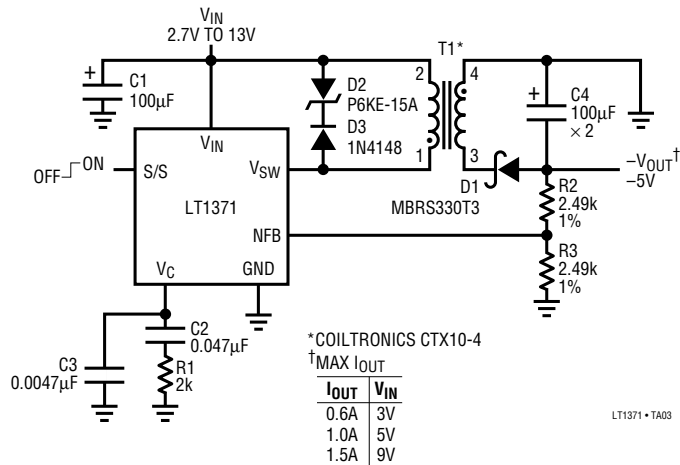 VIN
2.7V TO 13V
+
C1
100µF
D2
P6KE-15A
D3
1N4148
T1*
2
4
1
3
+
C4
100µF
× 2
VIN
OFF ON
S/S
VSW
LT1371
NFB
VC
GND
D1
MBRS330T3
–VOUT†
–5V
R2
2.49k
1%
R3
2.49k
1%
C2
0.047µF
C3
0.0047µF
R1
2k
*COILTRONICS CTX10-4
†MAX IOUT
IOUT VIN
0.6A 3V
1.0A 5V
1.5A 9V
LT1371 • TA03